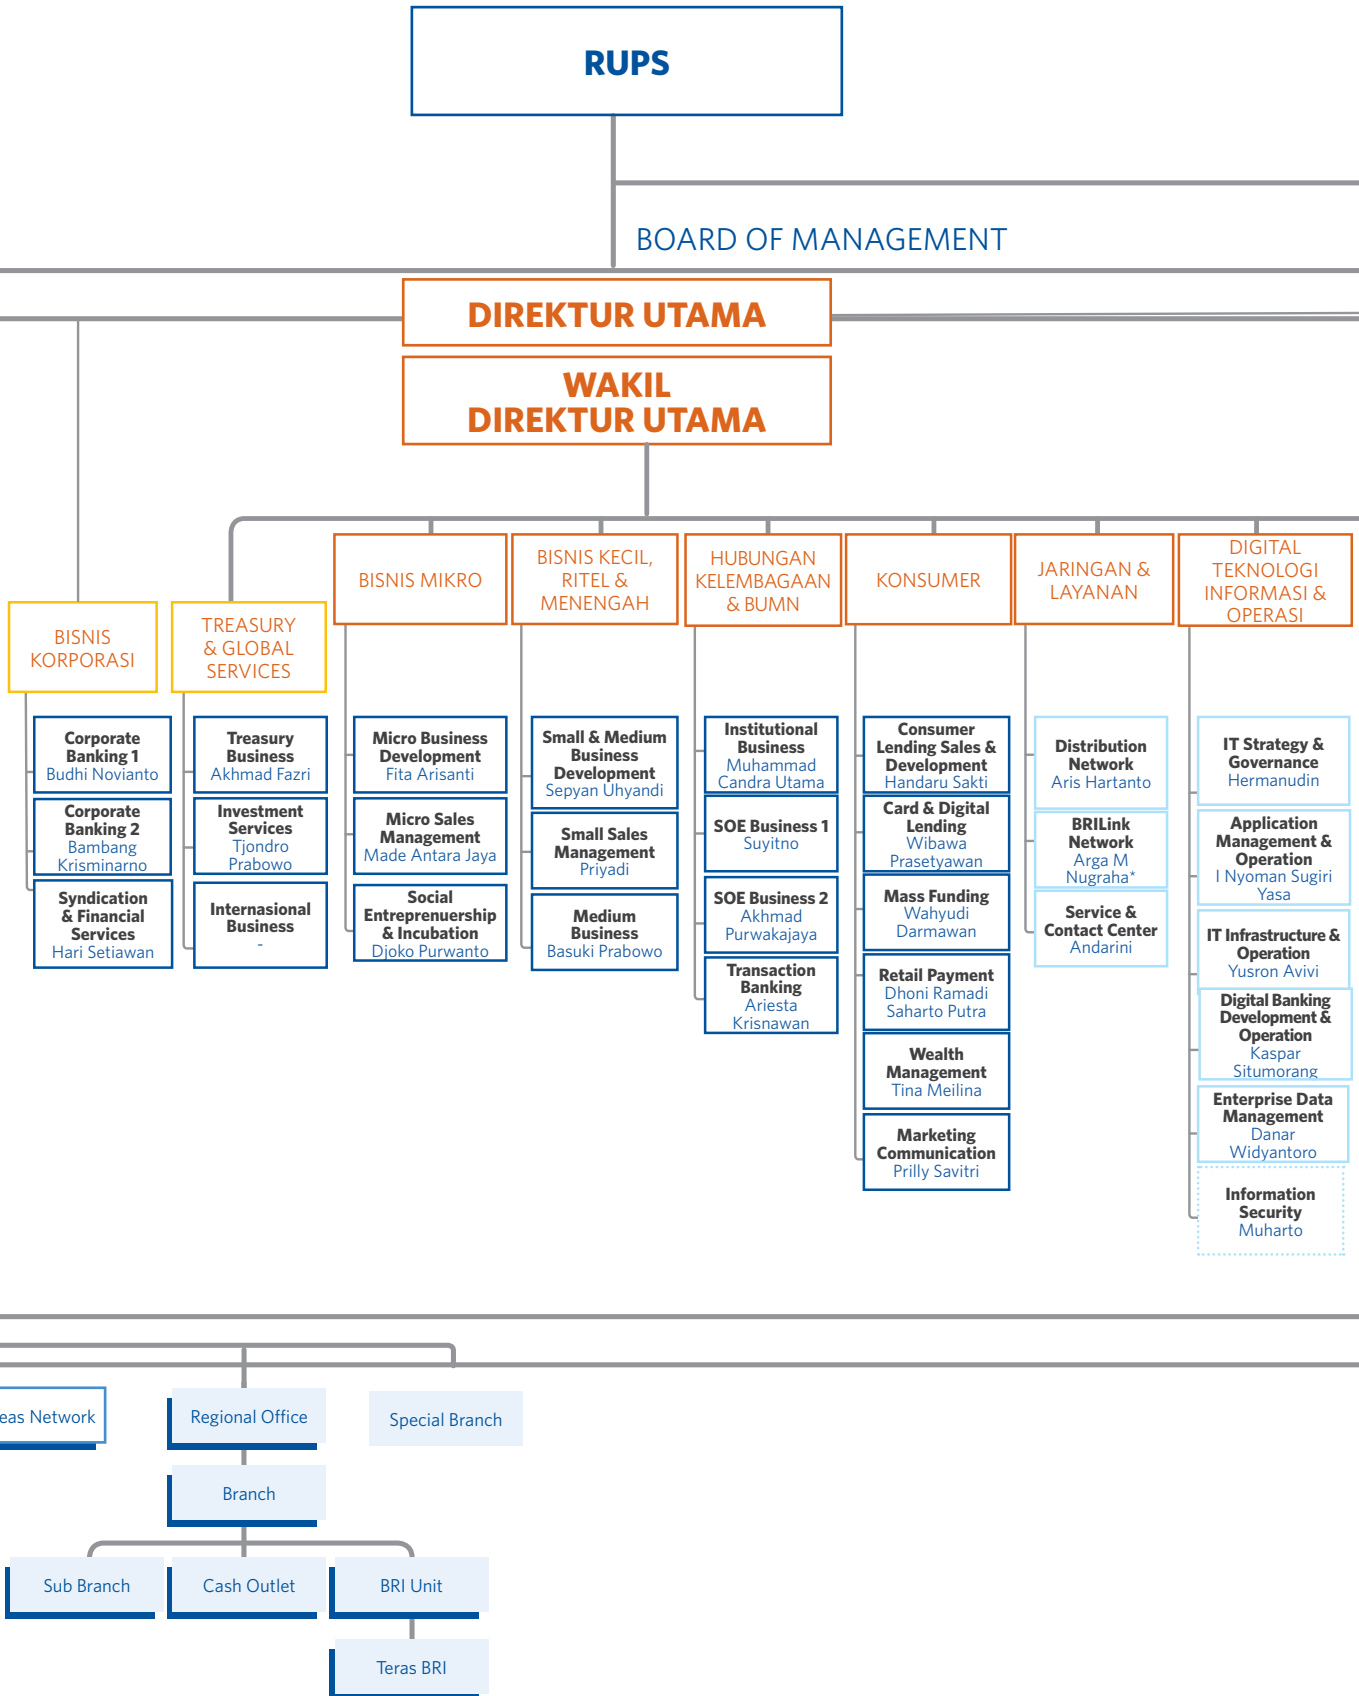 RUPS
BOARD OF MANAGEMENT
DIREKTUR UTAMA
WAKIL
DIREKTUR UTAMA
BISNIS
KORPORASI
Corporate
Banking 1
Budhi Novianto
Corporate
Banking 2
Bambang
Krisminarno
Syndication
& Financial
Services
Hari Setiawan
TREASURY
& GLOBAL
SERVICES
Treasury
Business
Akhmad Fazri
Investment
Services
Tjondro
Prabowo
Internasional
Business
-
BISNIS MIKRO
Micro Business
Development
Fita Arisanti
Micro Sales
Management
Made Antara Jaya
Social
Entreprenuership
& Incubation
Djoko Purwanto
BISNIS KECIL,
RITEL &
MENENGAH
Small & Medium
Business
Development
Sepyan Uhyandi
Small Sales
Management
Priyadi
Medium
Business
Basuki Prabowo
HUBUNGAN
KELEMBAGAAN
& BUMN
Institutional
Business
Muhammad
Candra Utama
SOE Business 1
Suyitno
SOE Business 2
Akhmad
Purwakajaya
Transaction
Banking
Ariesta
Krisnawan
KONSUMER
Consumer
Lending Sales &
Development
Handaru Sakti
Card & Digital
Lending
Wibawa
Prasetyawan
Mass Funding
Wahyudi
Darmawan
Retail Payment
Dhoni Ramadi
Saharto Putra
Wealth
Management
Tina Meilina
Marketing
Communication
Prilly Savitri
JARINGAN &
LAYANAN
Distribution
Network
Aris Hartanto
BRILink
Network
Arga M
Nugraha*
Service &
Contact Center
Andarini
DIGITAL
TEKNOLOGI
INFORMASI &
OPERASI
IT Strategy &
Governance
Hermanudin
Application
Management &
Operation
I Nyoman Sugiri
Yasa
IT Infrastructure &
Operation
Yusron Avivi
Digital Banking
Development &
Operation
Kaspar
Situmorang
Enterprise Data
Management
Danar
Widyantoro
Information
Security
Muharto
eas Network
Regional Office
Special Branch
Branch
Sub Branch
Cash Outlet
BRI Unit
Teras BRI